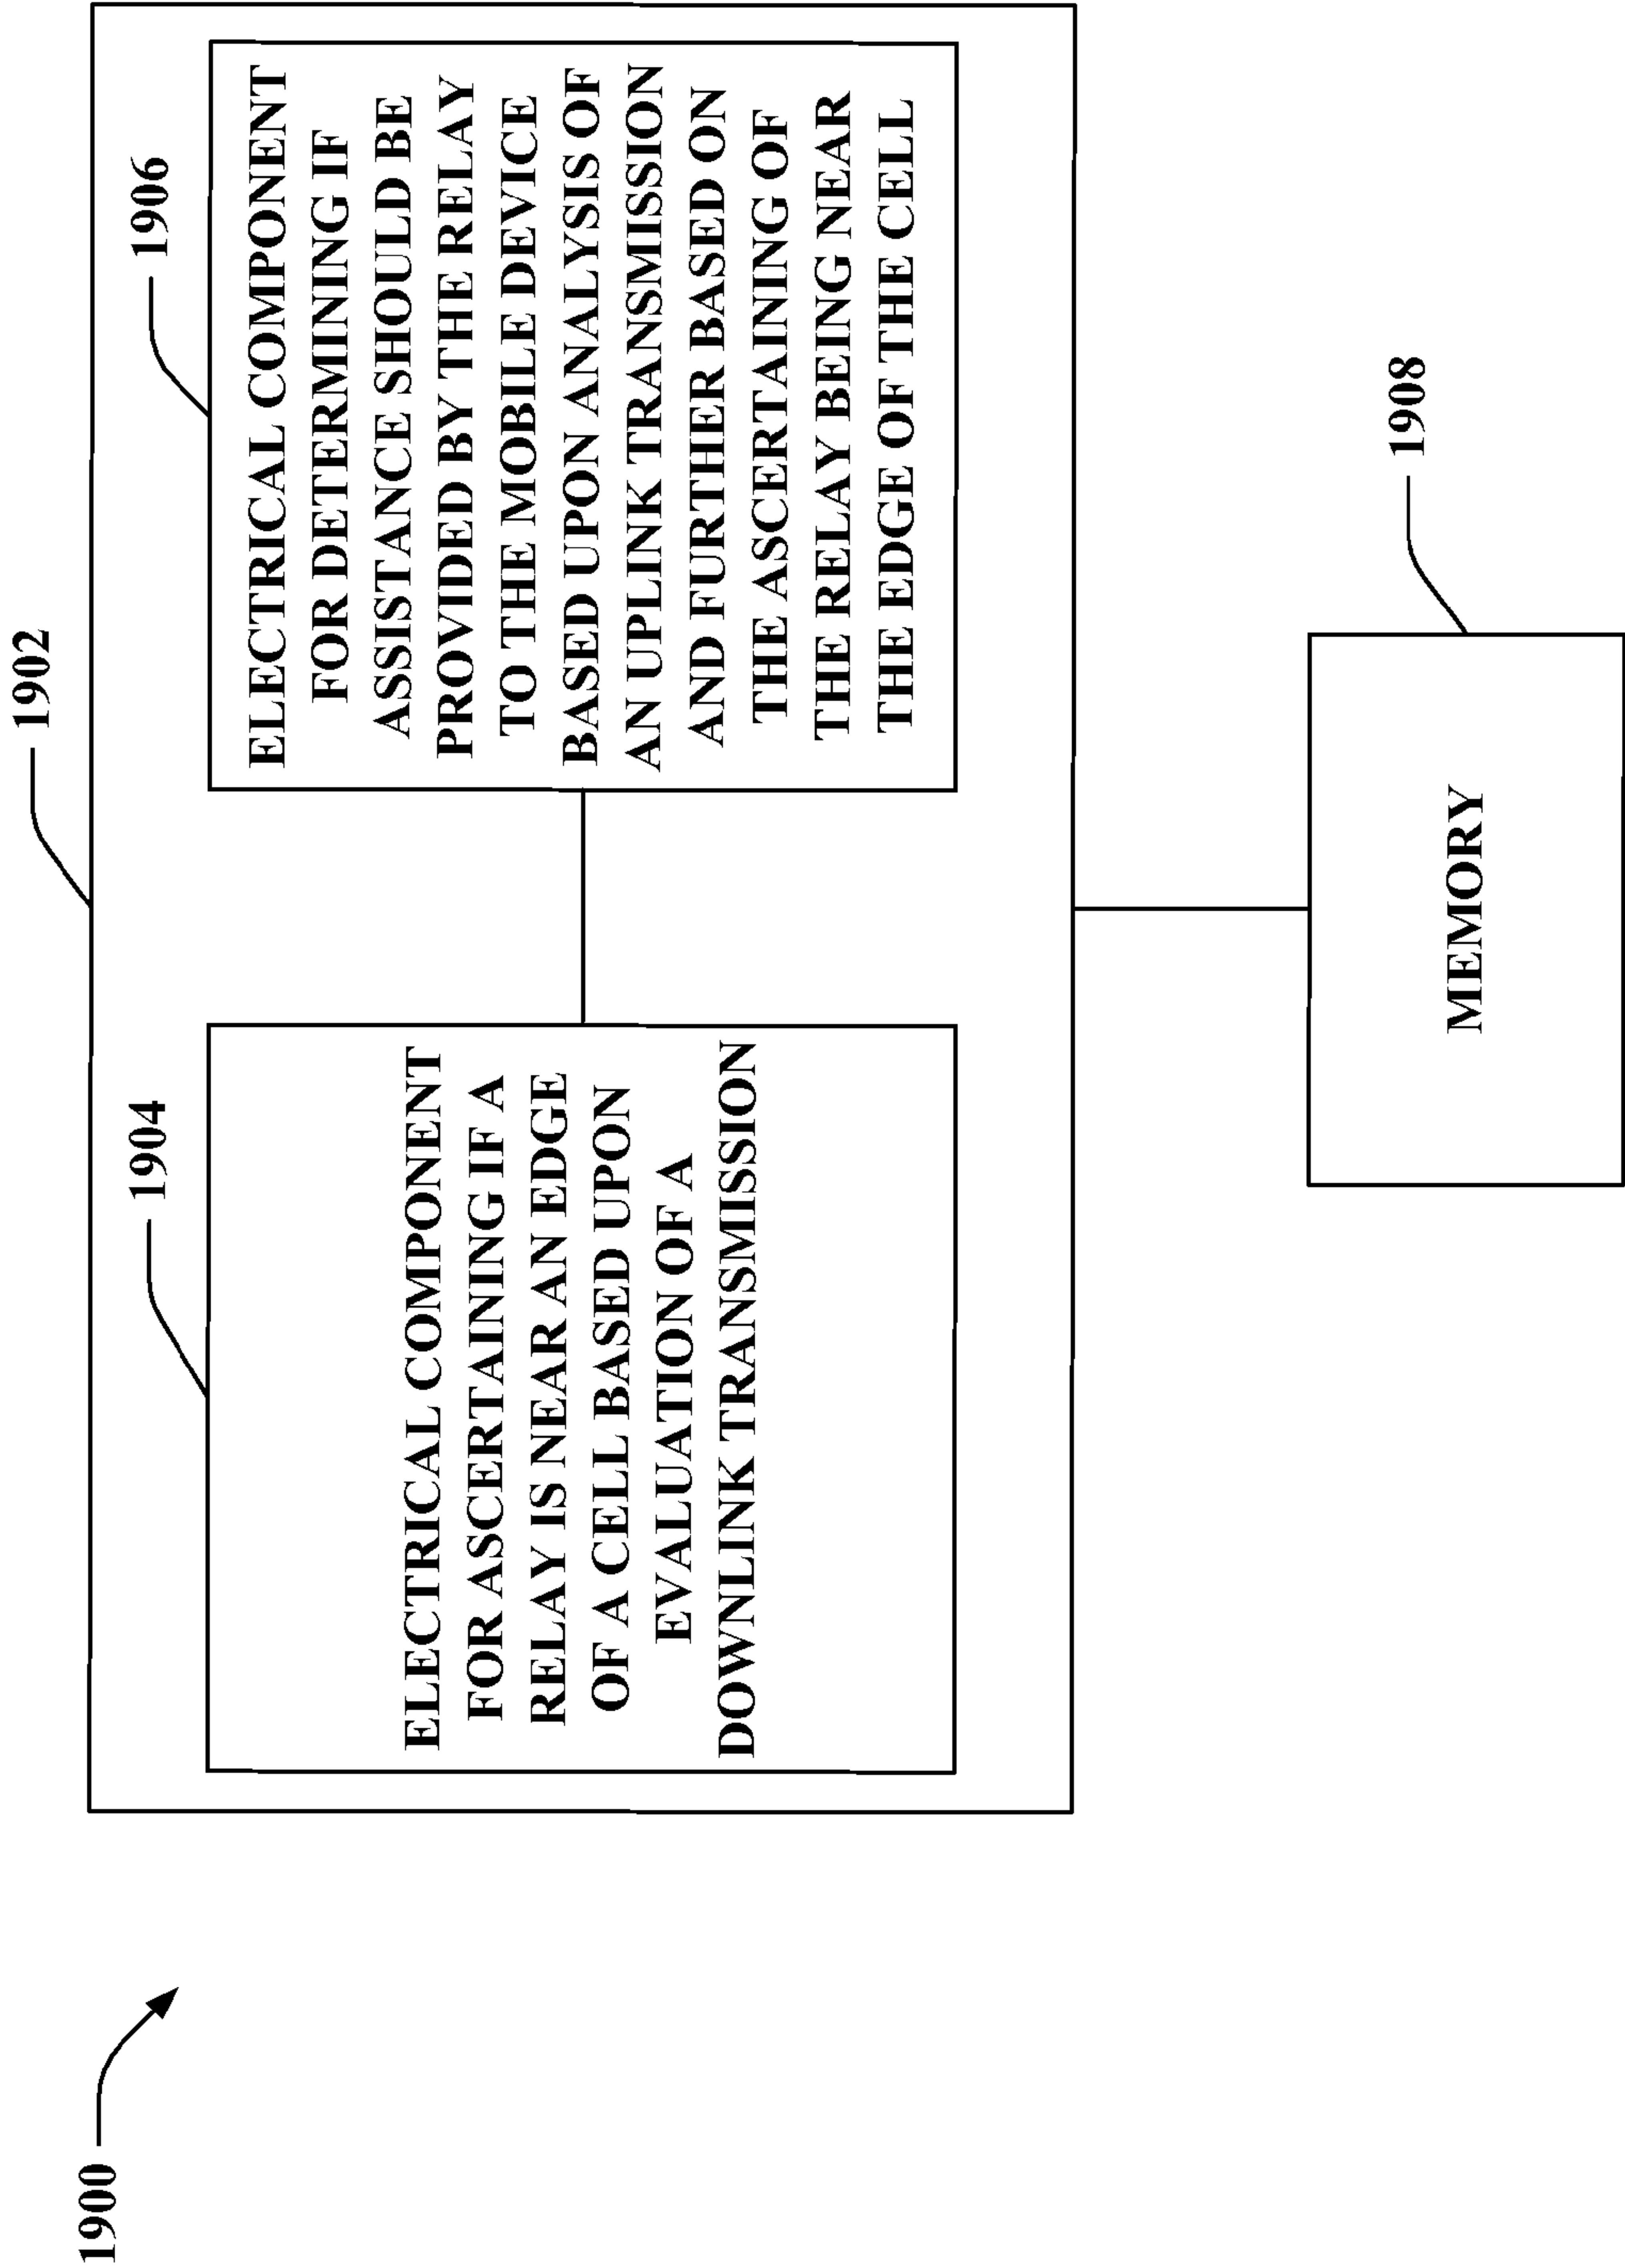 1900
1902
1904
ELECTRICAL COMPONENT
FOR ASCERTAINING IF A
RELAY IS NEAR AN EDGE
OF A CELL BASED UPON
EVALUATION OF A
DOWNLINK TRANSMISSION
1906
ELECTRICAL COMPONENT
FOR DETERMINING IF
ASSISTANCE SHOULD BE
PROVIDED BY THE RELAY
TO THE MOBILE DEVICE
BASED UPON ANALYSIS OF
AN UPLINK TRANSMISSION
AND FURTHER BASED ON
THE ASCERTAINING OF
THE RELAY BEING NEAR
THE EDGE OF THE CELL
1908
MEMORY